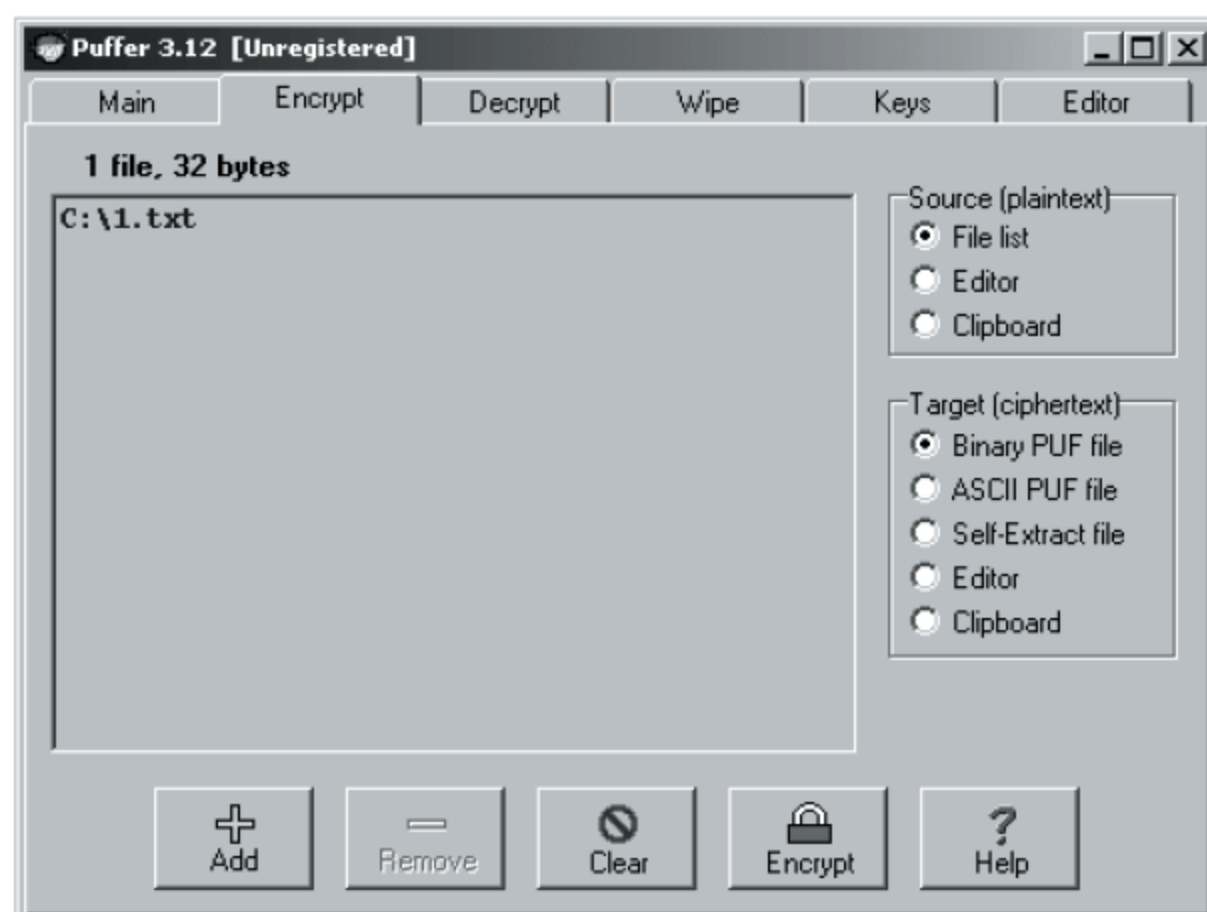 Puffer 3.12 [Unregistered]
Main Encrypt Decrypt Wipe Keys Editor
1 file, 32 bytes
C:\1.txt
Source (plaintext)
File list
Editor
Clipboard
Target (ciphertext)
Binary PUF file
ASCII PUF file
Self-Extract file
Editor
Clipboard
Add Remove Clear Encrypt Help